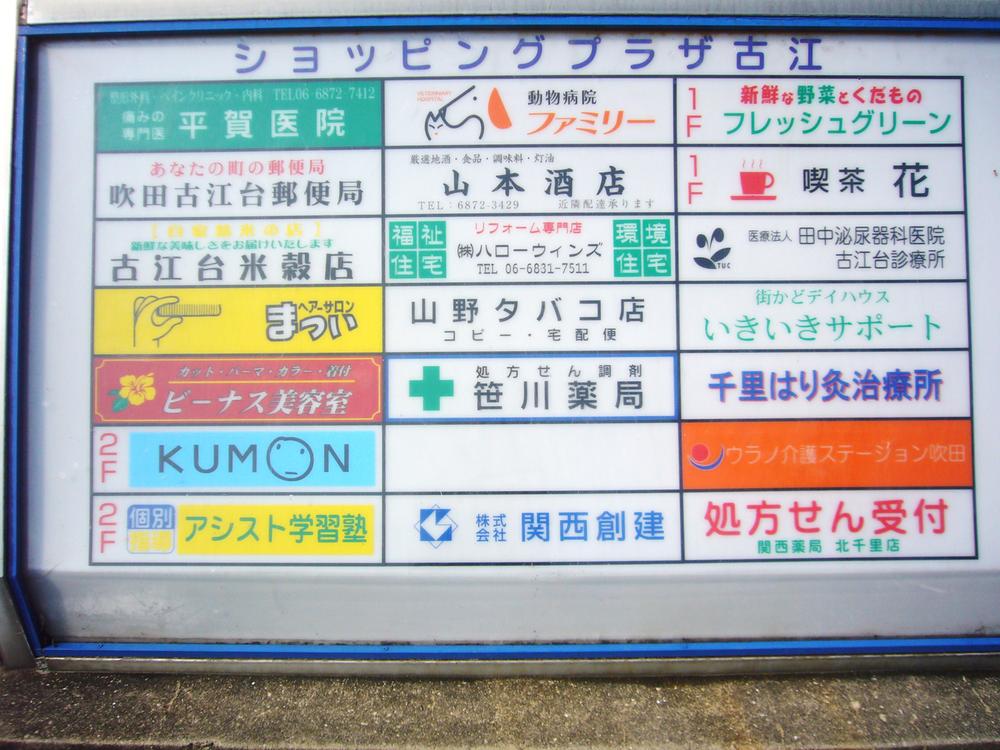 ショッピングプラザ古江
整形外科・ペインクリニック・内科 TEL06-6872-7412
痛みの
専門医
平賀医院
あなたの町の郵便局
吹田古江台郵便局
新鮮な美味しさをお届けいたします
古江台米穀店
ヘアーサロン
まつい
カット・パーマ・カラー・着付
ビーナス美容室
2F
KUMON
2F
個別
指導
アシスト学習塾
VETERINARY
HOSPITAL
動物病院
ファミリー
厳選地酒・食品・調味料・灯油
山本酒店
TEL:6872-3429 近隣配達承ります
福祉
住宅
リフォーム専門店
㈱ハローウィンズ
TEL 06-6831-7511
環境
住宅
山野タバコ店
コピー・宅配便
処方せん調剤
笹川薬局
株式
会社
関西創建
1F
新鮮な野菜とくだもの
フレッシュグリーン
1F
喫茶 花
TUC
医療法人 田中泌尿器科医院
古江台診療所
街かどデイハウス
いきいきサポート
千里はり灸治療所
ウラノ介護ステーション吹田
処方せん受付
関西薬局 北千里店